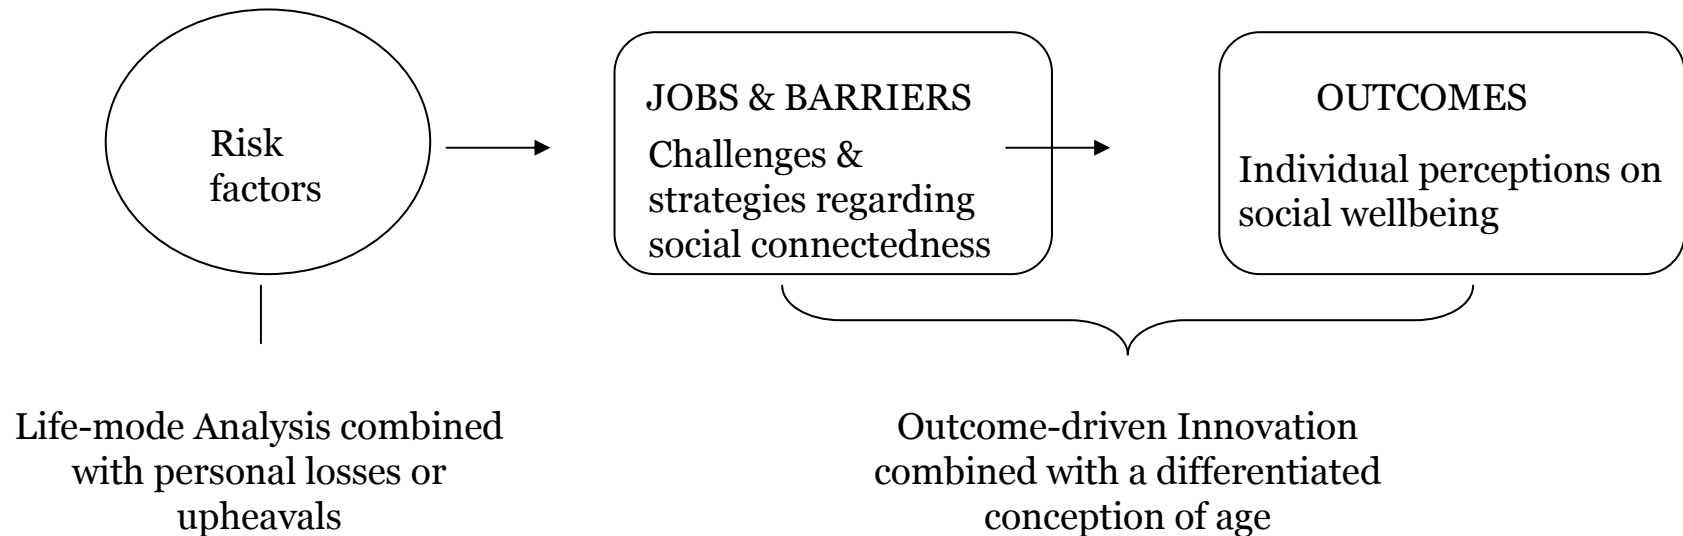 Risk
factors
JOBS & BARRIERS
Challenges &
strategies regarding
social connectedness
OUTCOMES
Individual perceptions on
social wellbeing
Life-mode Analysis combined
with personal losses or
upheavals
Outcome-driven Innovation
combined with a differentiated
conception of age